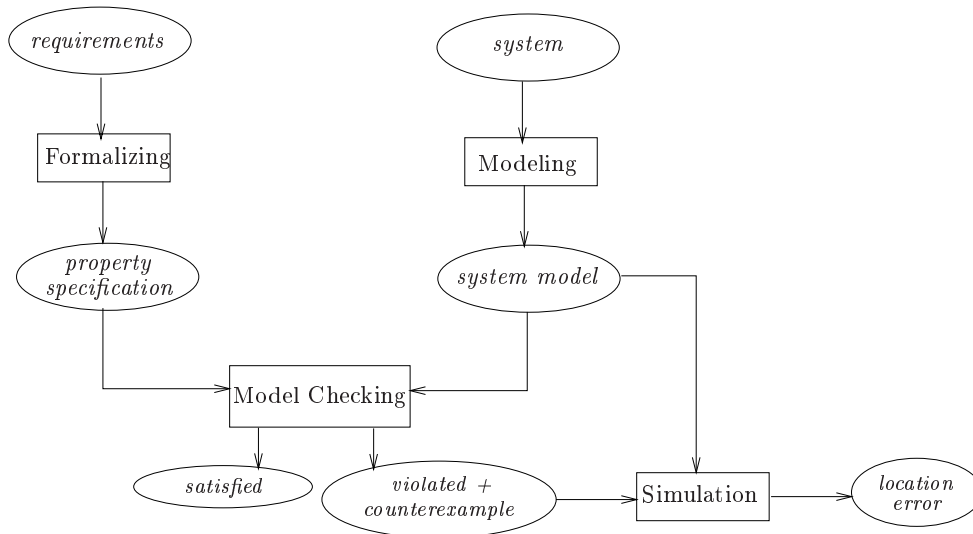 requirements
system
Formalizing
Modeling
property
specification
system model
Model Checking
satisfied
violated +
counterexample
Simulation
location
error